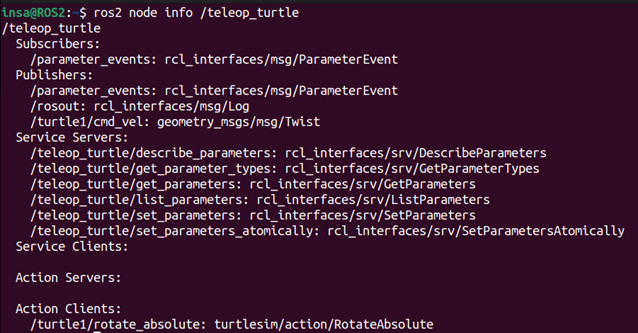 insa@ROS2:~$ ros2 node info /teleop_turtle
/teleop_turtle
  Subscribers:
    /parameter_events: rcl_interfaces/msg/ParameterEvent
  Publishers:
    /parameter_events: rcl_interfaces/msg/ParameterEvent
    /rosout: rcl_interfaces/msg/Log
    /turtle1/cmd_vel: geometry_msgs/msg/Twist
  Service Servers:
    /teleop_turtle/describe_parameters: rcl_interfaces/srv/DescribeParameters
    /teleop_turtle/get_parameter_types: rcl_interfaces/srv/GetParameterTypes
    /teleop_turtle/get_parameters: rcl_interfaces/srv/GetParameters
    /teleop_turtle/list_parameters: rcl_interfaces/srv/ListParameters
    /teleop_turtle/set_parameters: rcl_interfaces/srv/SetParameters
    /teleop_turtle/set_parameters_atomically: rcl_interfaces/srv/SetParametersAtomically
  Service Clients:
  Action Servers:
  Action Clients:
    /turtle1/rotate_absolute: turtlesim/action/RotateAbsolute